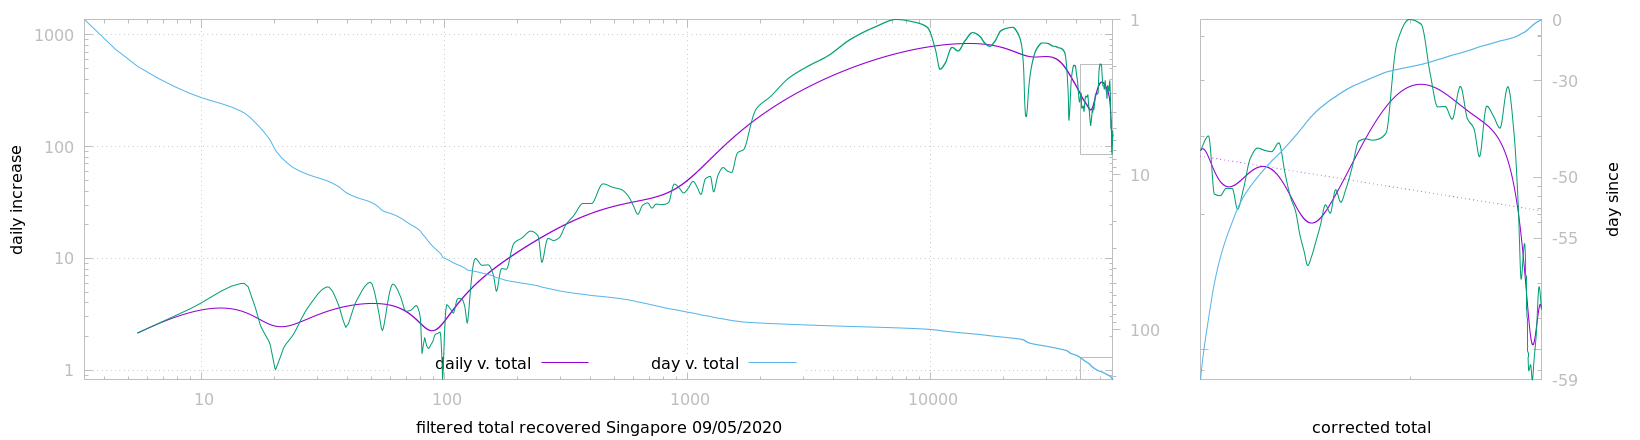 1000
100
10
1
daily increase
10
100
1000
10000
1
10
100
daily v. total
day v. total
filtered total recovered Singapore 09/05/2020
0
-30
-50
-55
-59
day since
corrected total